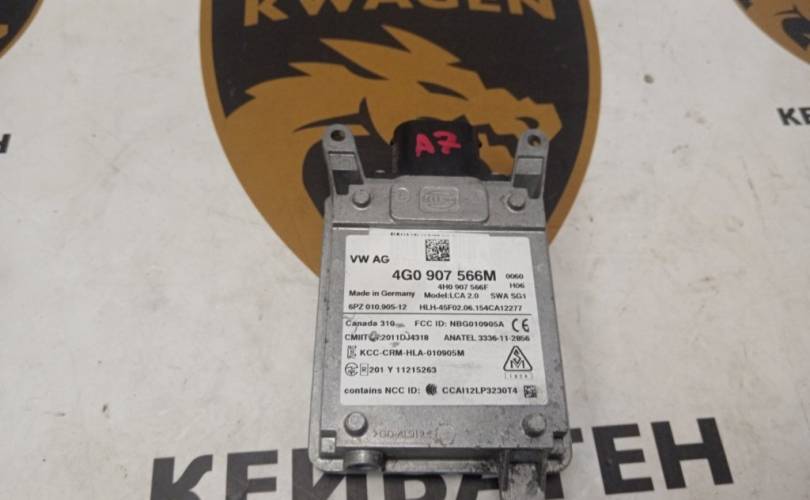 KWAGEN
A7
VW AG
4G0 907 566M 0060
4H0 907 566F H06
Made in Germany Model:LCA 2.0 SWA SG1
6PZ 010.905-12 HLH-45F02.06.154CA12277
Canada 310 FCC ID: NBG010905A CE
2011DJ4318 ANATEL 3336-11-2856
KCC-CRM-HLA-010905M
R 201 Y 11215263
contains NCC ID: CCAI12LP3230T4
КЕЙВАТЕН